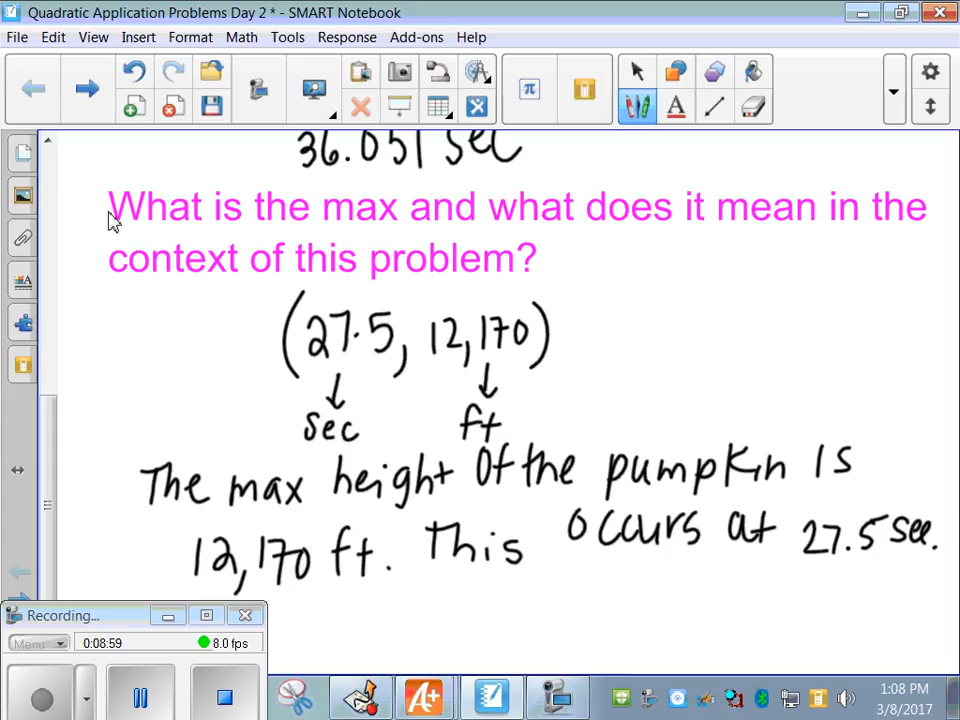 Quadratic Application Problems Day 2 * - SMART Notebook
File Edit View Insert Format Math Tools Response Add-ons Help
36.051 sec
What is the max and what does it mean in the
context of this problem?
(27.5, 12,170)
sec ft
The max height of the pumpkin is
12,170 ft. This occurs at 27.5 sec.
Recording...
Menu 0:08:59 8.0 fps
A+
1:08 PM
3/8/2017